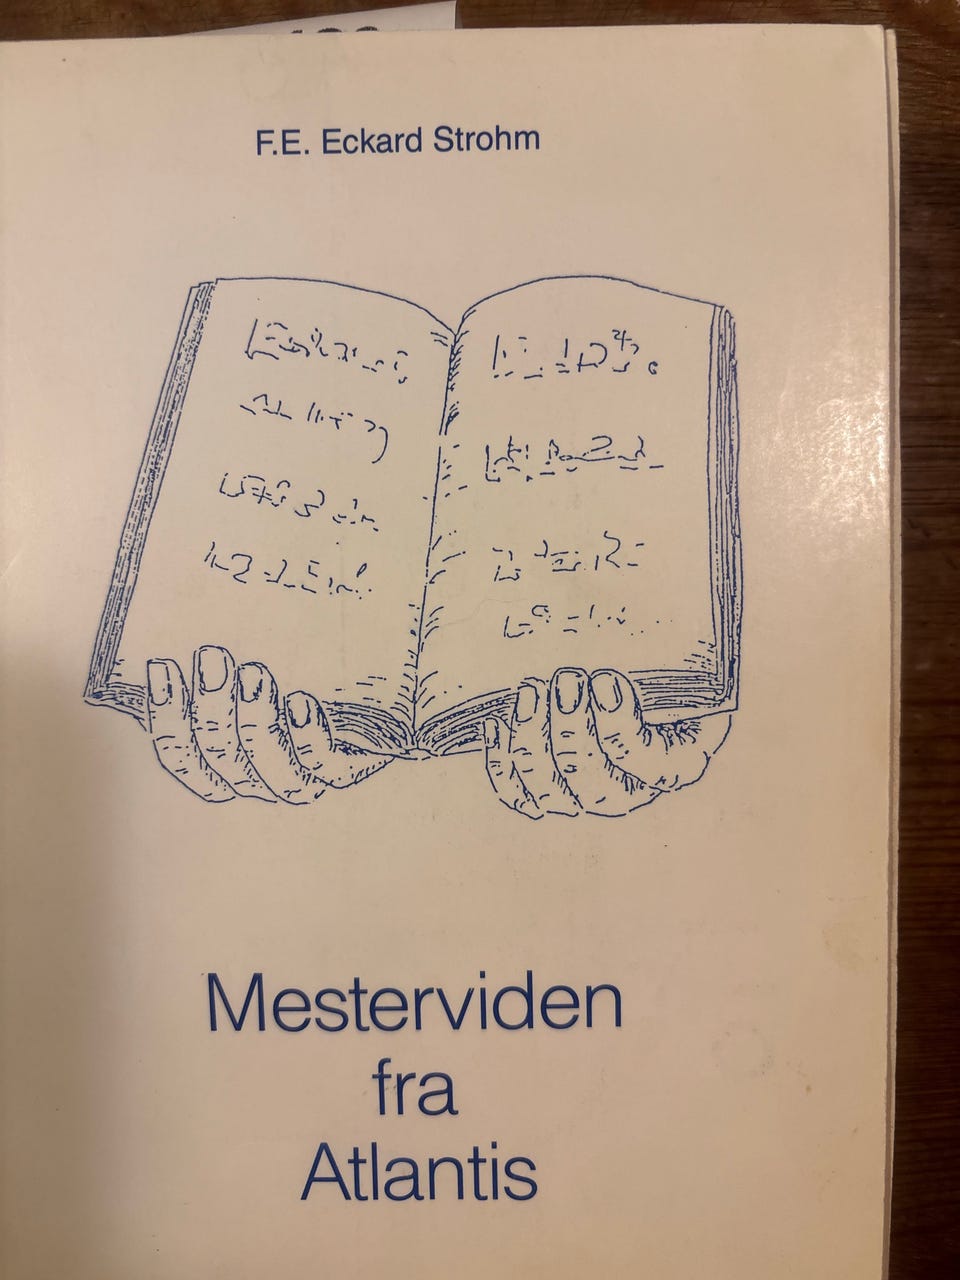 F.E. Eckard Strohm
Mesterviden
fra
Atlantis